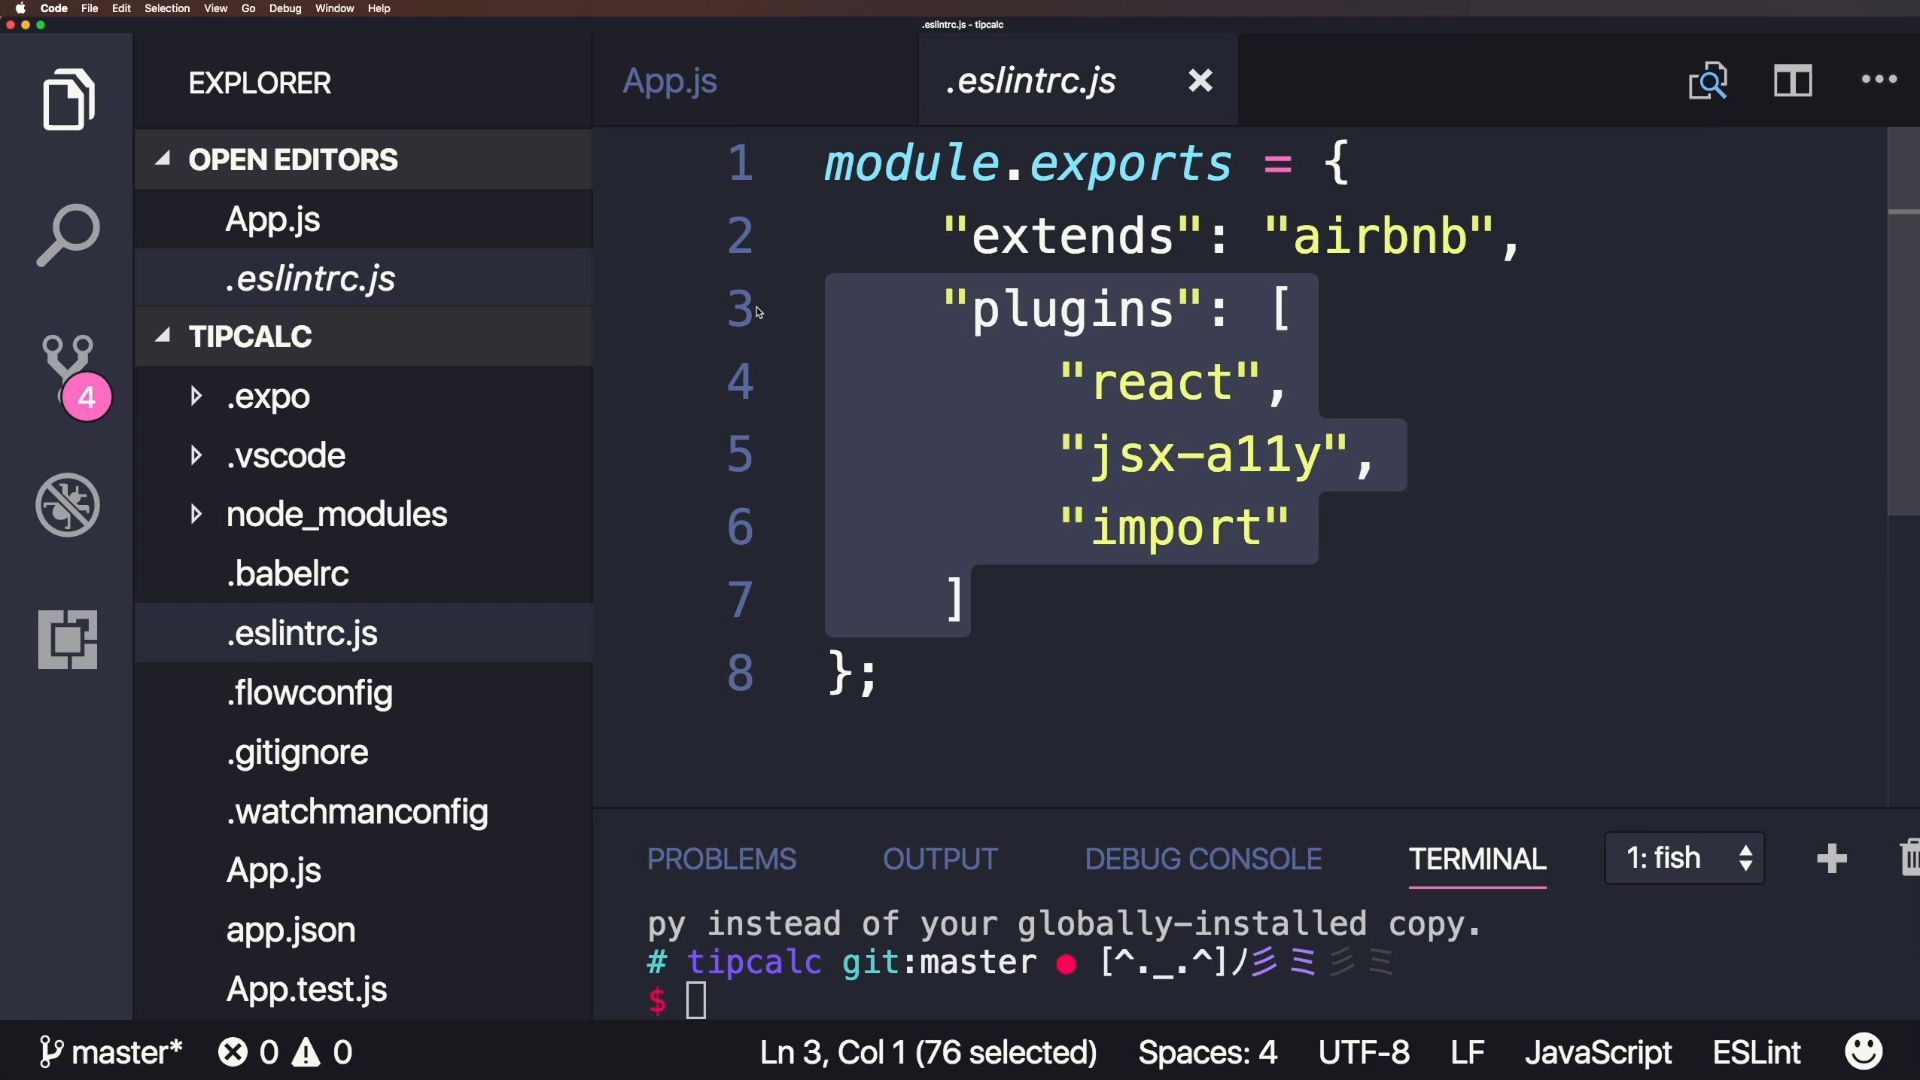 Code File Edit Selection View Go Debug Window Help
.eslintrc.js - tipcalc
EXPLORER
OPEN EDITORS
App.js
.eslintrc.js
TIPCALC
.expo
.vscode
node_modules
.babelrc
.eslintrc.js
.flowconfig
.gitignore
.watchmanconfig
App.js
app.json
App.test.js
4
App.js
.eslintrc.js
1 module.exports = {
2 "extends": "airbnb",
3 "plugins": [
4 "react",
5 "jsx-a11y",
6 "import"
7 ]
8 };
PROBLEMS OUTPUT DEBUG CONSOLE TERMINAL 1: fish
py instead of your globally-installed copy.
# tipcalc git:master ● [^._.^]ﾉ彡ミ彡ミ
$
master* 0 0 Ln 3, Col 1 (76 selected) Spaces: 4 UTF-8 LF JavaScript ESLint